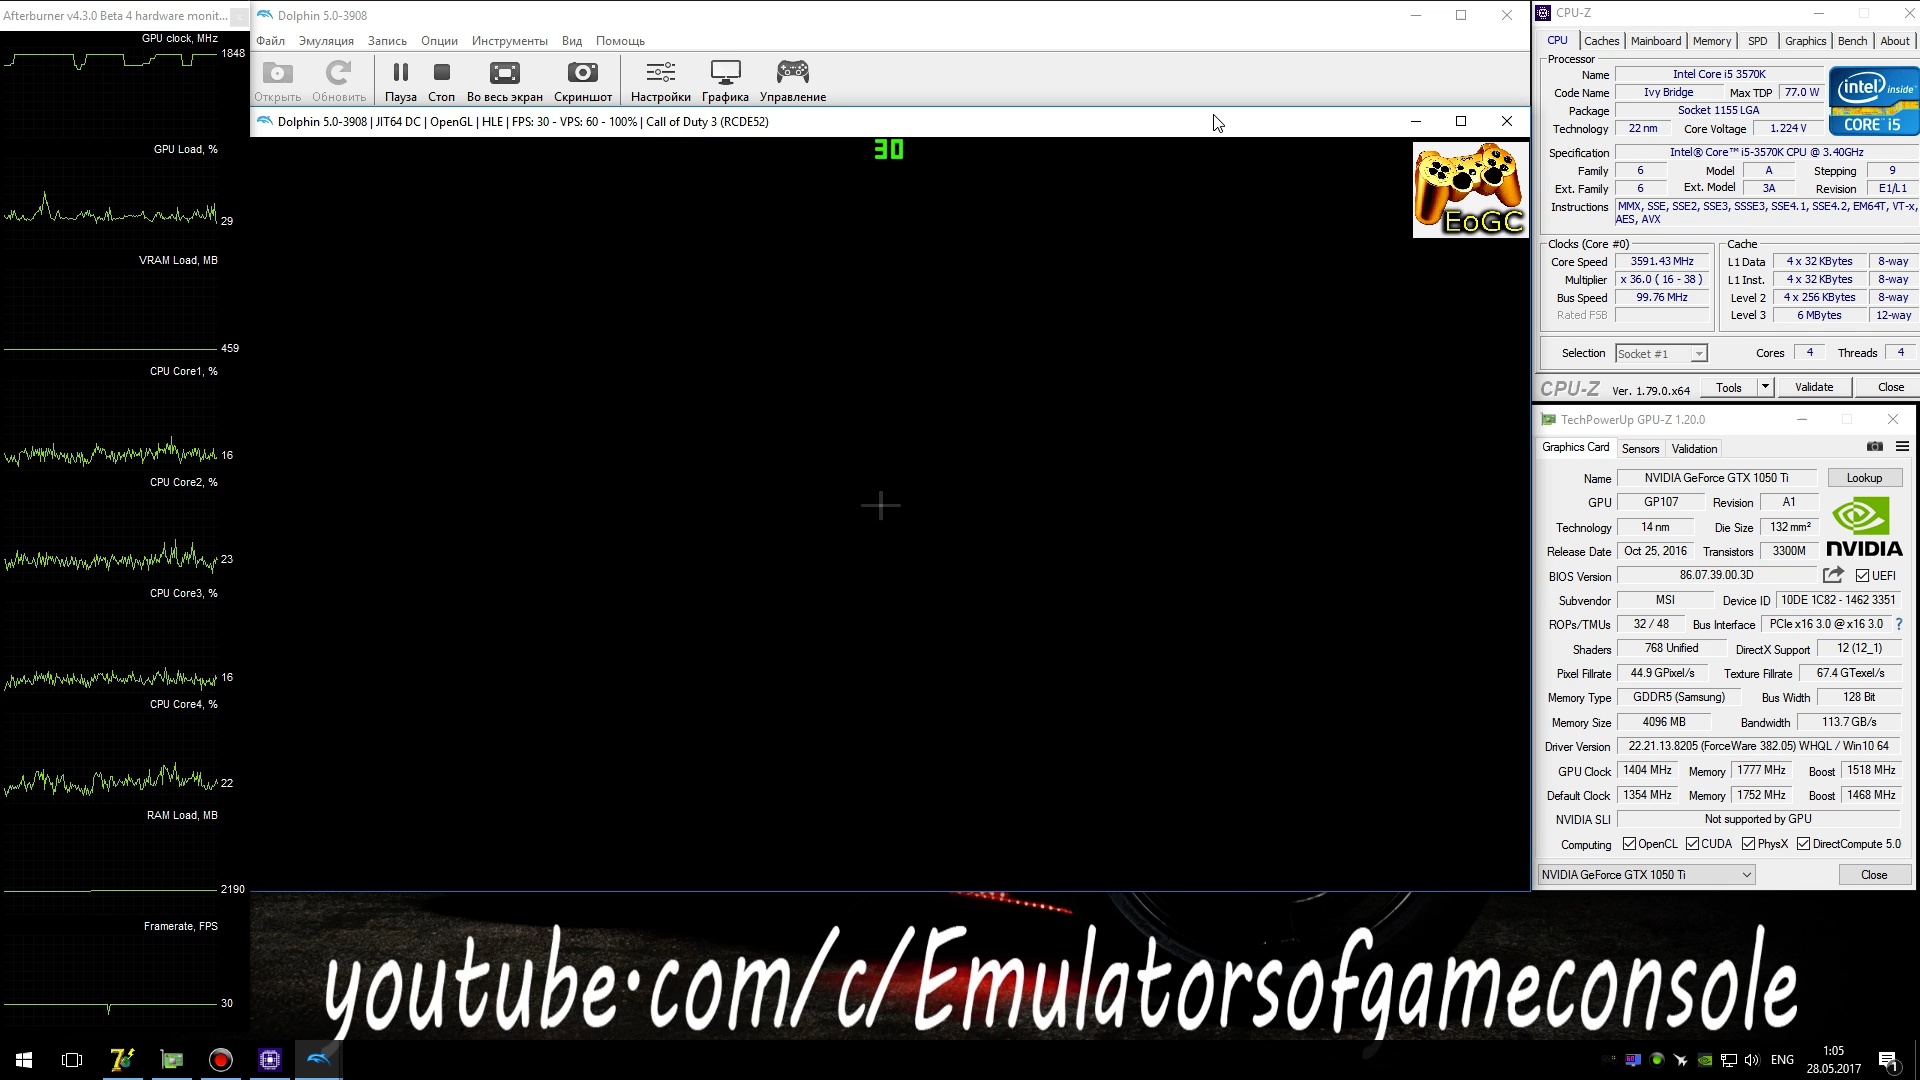 Afterburner v4.3.0 Beta 4 hardware monit...
GPU clock, MHz
1848
GPU Load, %
29
VRAM Load, MB
459
CPU Core1, %
16
CPU Core2, %
23
CPU Core3, %
16
CPU Core4, %
22
RAM Load, MB
2190
Framerate, FPS
30
Dolphin 5.0-3908
Файл Эмуляция Запись Опции Инструменты Вид Помощь
Открыть Обновить Пауза Стоп Во весь экран Скриншот Настройки Графика Управление
Dolphin 5.0-3908 | JIT64 DC | OpenGL | HLE | FPS: 30 - VPS: 60 - 100% | Call of Duty 3 (RCDE52)
30
EoGC
CPU-Z
CPU Caches Mainboard Memory SPD Graphics Bench About
Processor
Name Intel Core i5 3570K
Code Name Ivy Bridge Max TDP 77.0 W
Package Socket 1155 LGA
Technology 22 nm Core Voltage 1.224 V
intel inside™
CORE i5
Specification Intel® Core™ i5-3570K CPU @ 3.40GHz
Family 6 Model A Stepping 9
Ext. Family 6 Ext. Model 3A Revision E1/L1
Instructions MMX, SSE, SSE2, SSE3, SSSE3, SSE4.1, SSE4.2, EM64T, VT-x,
AES, AVX
Clocks (Core #0)
Core Speed 3591.43 MHz
Multiplier x 36.0 ( 16 - 38 )
Bus Speed 99.76 MHz
Rated FSB
Cache
L1 Data 4 x 32 KBytes 8-way
L1 Inst. 4 x 32 KBytes 8-way
Level 2 4 x 256 KBytes 8-way
Level 3 6 MBytes 12-way
Selection Socket #1 Cores 4 Threads 4
CPU-Z Ver. 1.79.0.x64 Tools Validate Close
TechPowerUp GPU-Z 1.20.0
Graphics Card Sensors Validation
Name NVIDIA GeForce GTX 1050 Ti Lookup
GPU GP107 Revision A1
Technology 14 nm Die Size 132 mm²
Release Date Oct 25, 2016 Transistors 3300M
NVIDIA
BIOS Version 86.07.39.00.3D UEFI
Subvendor MSI Device ID 10DE 1C82 - 1462 3351
ROPs/TMUs 32 / 48 Bus Interface PCIe x16 3.0 @ x16 3.0 ?
Shaders 768 Unified DirectX Support 12 (12_1)
Pixel Fillrate 44.9 GPixel/s Texture Fillrate 67.4 GTexel/s
Memory Type GDDR5 (Samsung) Bus Width 128 Bit
Memory Size 4096 MB Bandwidth 113.7 GB/s
Driver Version 22.21.13.8205 (ForceWare 382.05) WHQL / Win10 64
GPU Clock 1404 MHz Memory 1777 MHz Boost 1518 MHz
Default Clock 1354 MHz Memory 1752 MHz Boost 1468 MHz
NVIDIA SLI Not supported by GPU
Computing OpenCL CUDA PhysX DirectCompute 5.0
NVIDIA GeForce GTX 1050 Ti Close
youtube.com/c/Emulatorsofgameconsole
ENG
1:05
28.05.2017
1